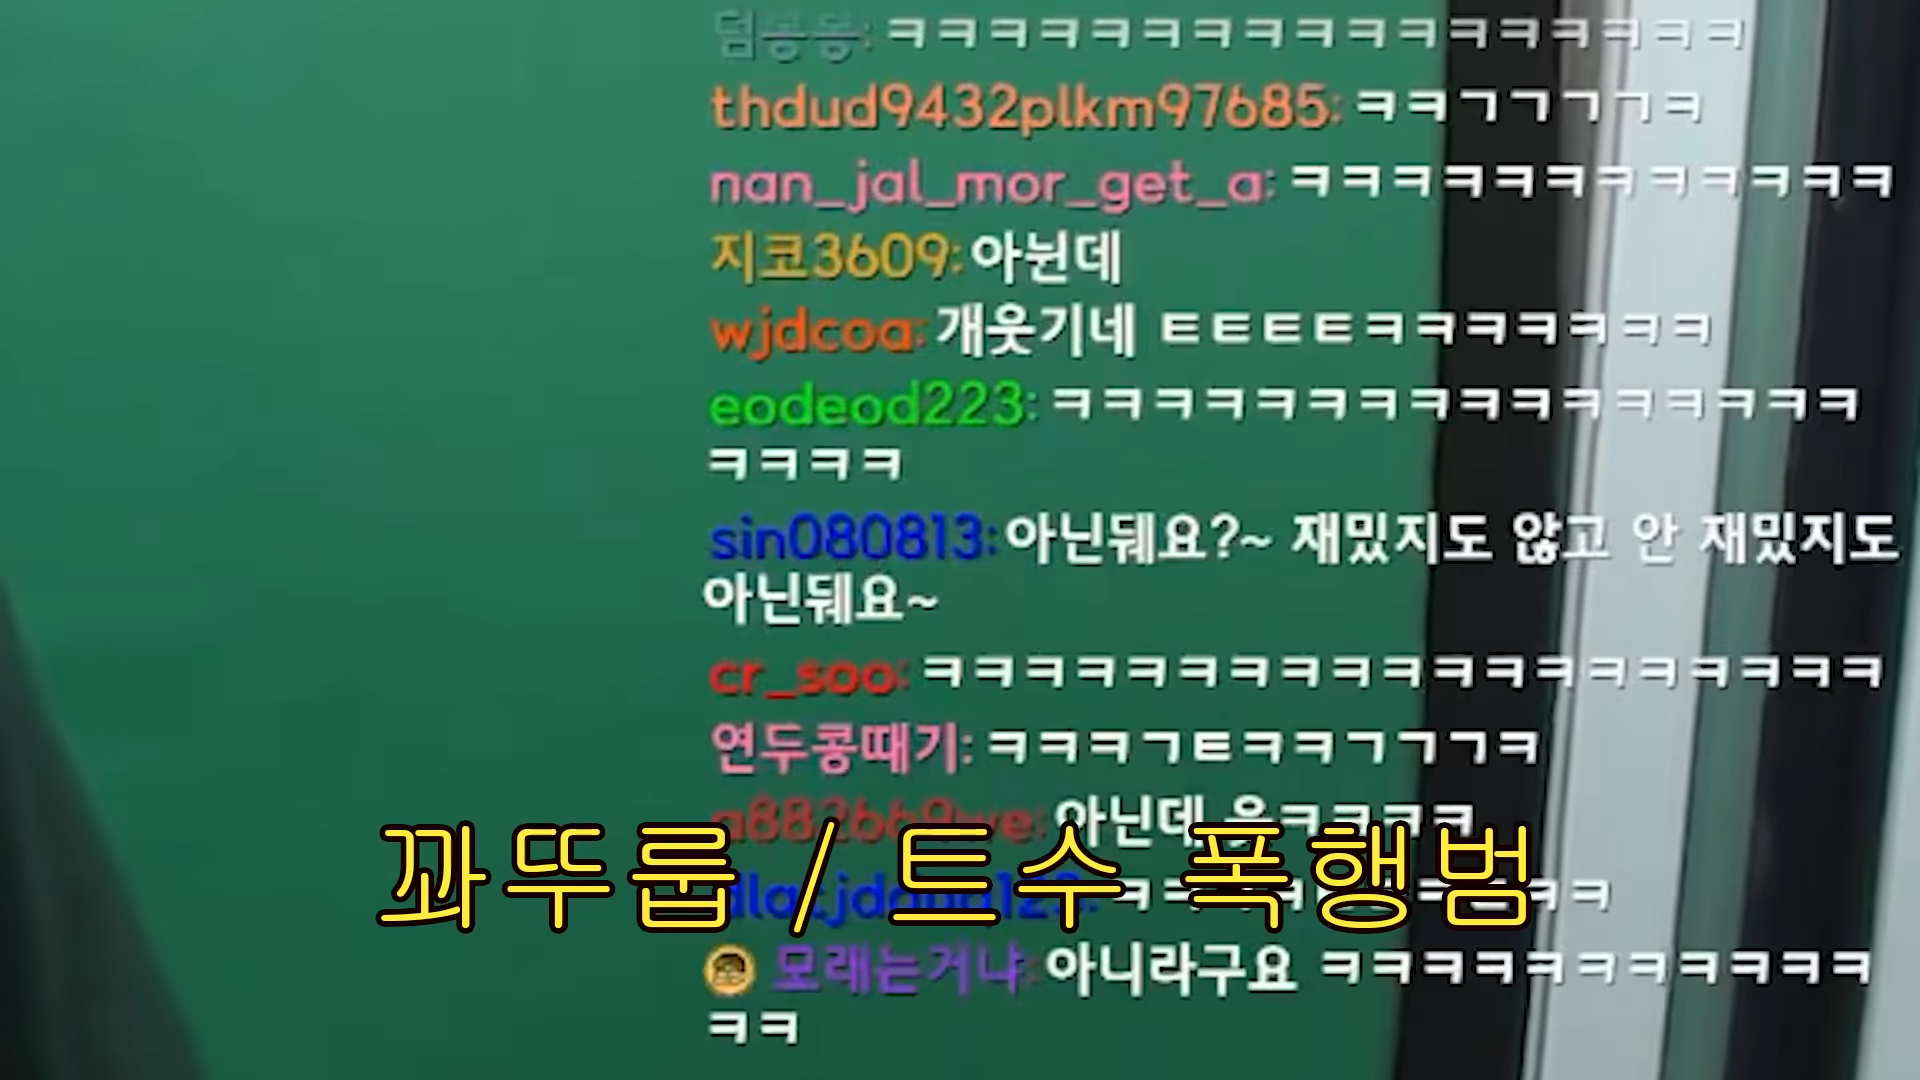 덤동동: ㅋㅋㅋㅋㅋㅋㅋㅋㅋㅋㅋㅋㅋㅋㅋㅋㅋ
thdud9432plkm97685: ㅋㅋㄱㄱㄱㄱㅋ
nan_jal_mor_get_a: ㅋㅋㅋㅋㅋㅋㅋㅋㅋㅋㅋㅋ
지코3609: 아뉜데
wjdcoa: 개웃기네 ㅌㅌㅌㅌㅋㅋㅋㅋㅋㅋㅋ
eodeod223: ㅋㅋㅋㅋㅋㅋㅋㅋㅋㅋㅋㅋㅋㅋㅋㅋ
ㅋㅋㅋㅋ
sin080813: 아닌뒈요?~ 재밌지도 않고 안 재밌지도
아닌뒈요~
cr_soo: ㅋㅋㅋㅋㅋㅋㅋㅋㅋㅋㅋㅋㅋㅋㅋㅋㅋㅋㅋ
연두콩때기: ㅋㅋㅋㄱㅌㅋㅋㄱㄱㄱㅋ
아닌데
꽈뚜룹 / 트수 폭행범
모래는거냐: 아니라구요 ㅋㅋㅋㅋㅋㅋㅋㅋㅋㅋㅋ
ㅋㅋ